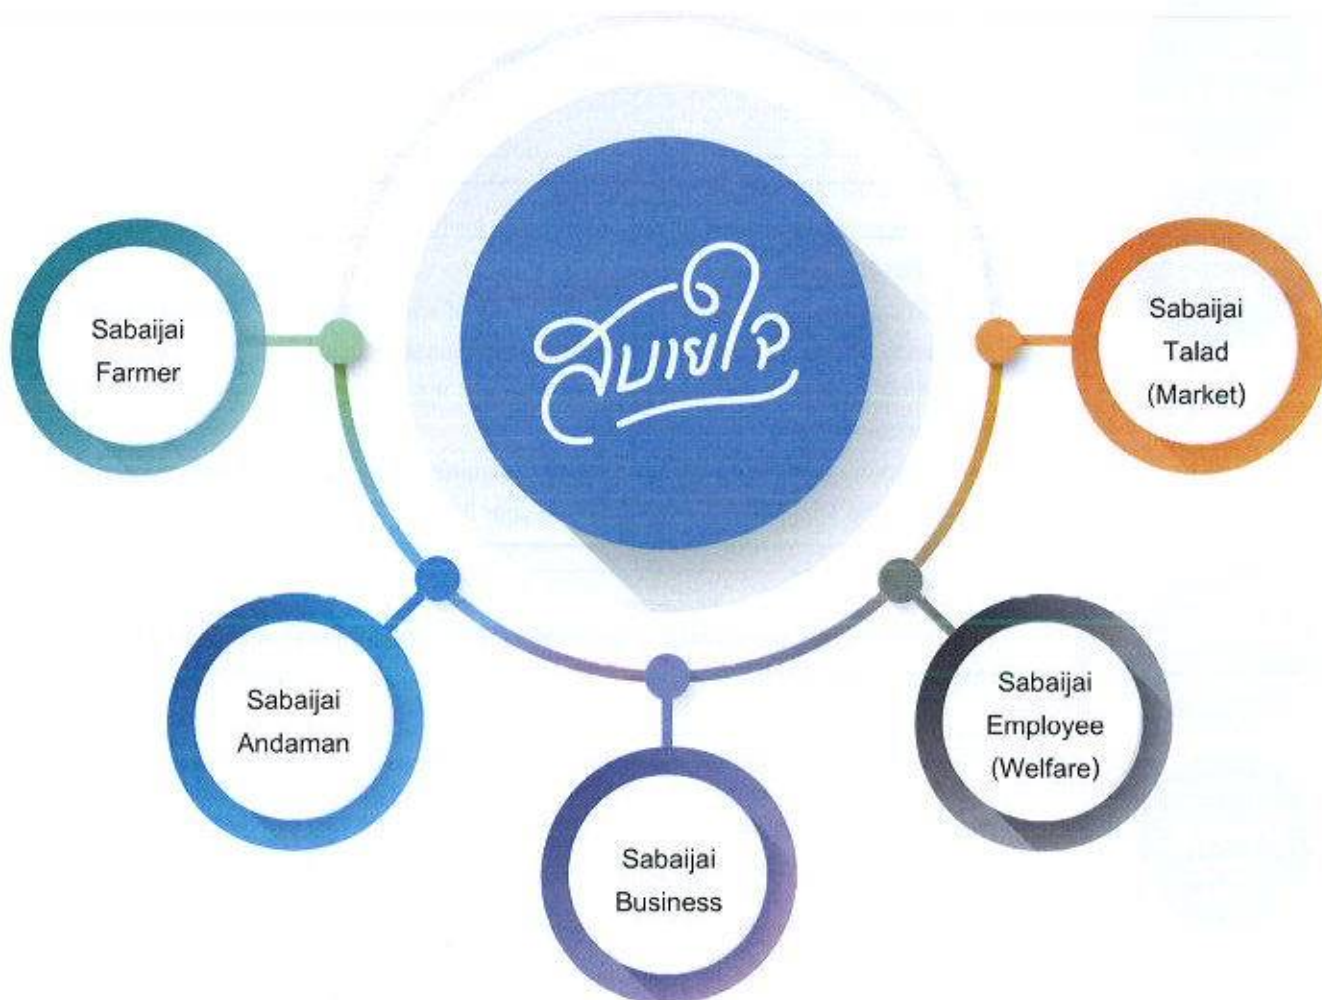 สบายใจ
Sabaijai
Farmer
Sabaijai
Talad
(Market)
Sabaijai
Andaman
Sabaijai
Employee
(Welfare)
Sabaijai
Business